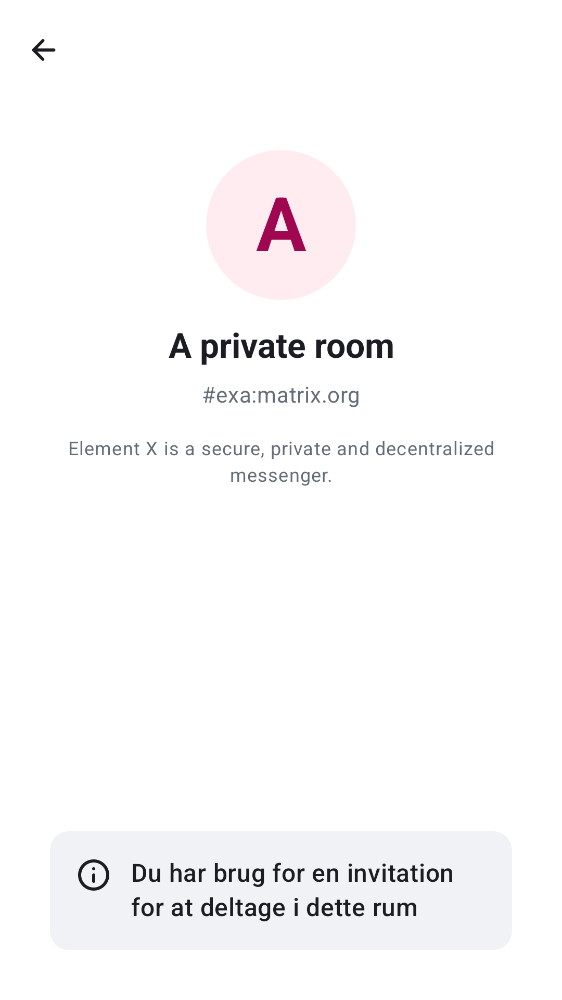 A
A private room
#exa:matrix.org
Element X is a secure, private and decentralized
messenger.
Du har brug for en invitation
for at deltage i dette rum